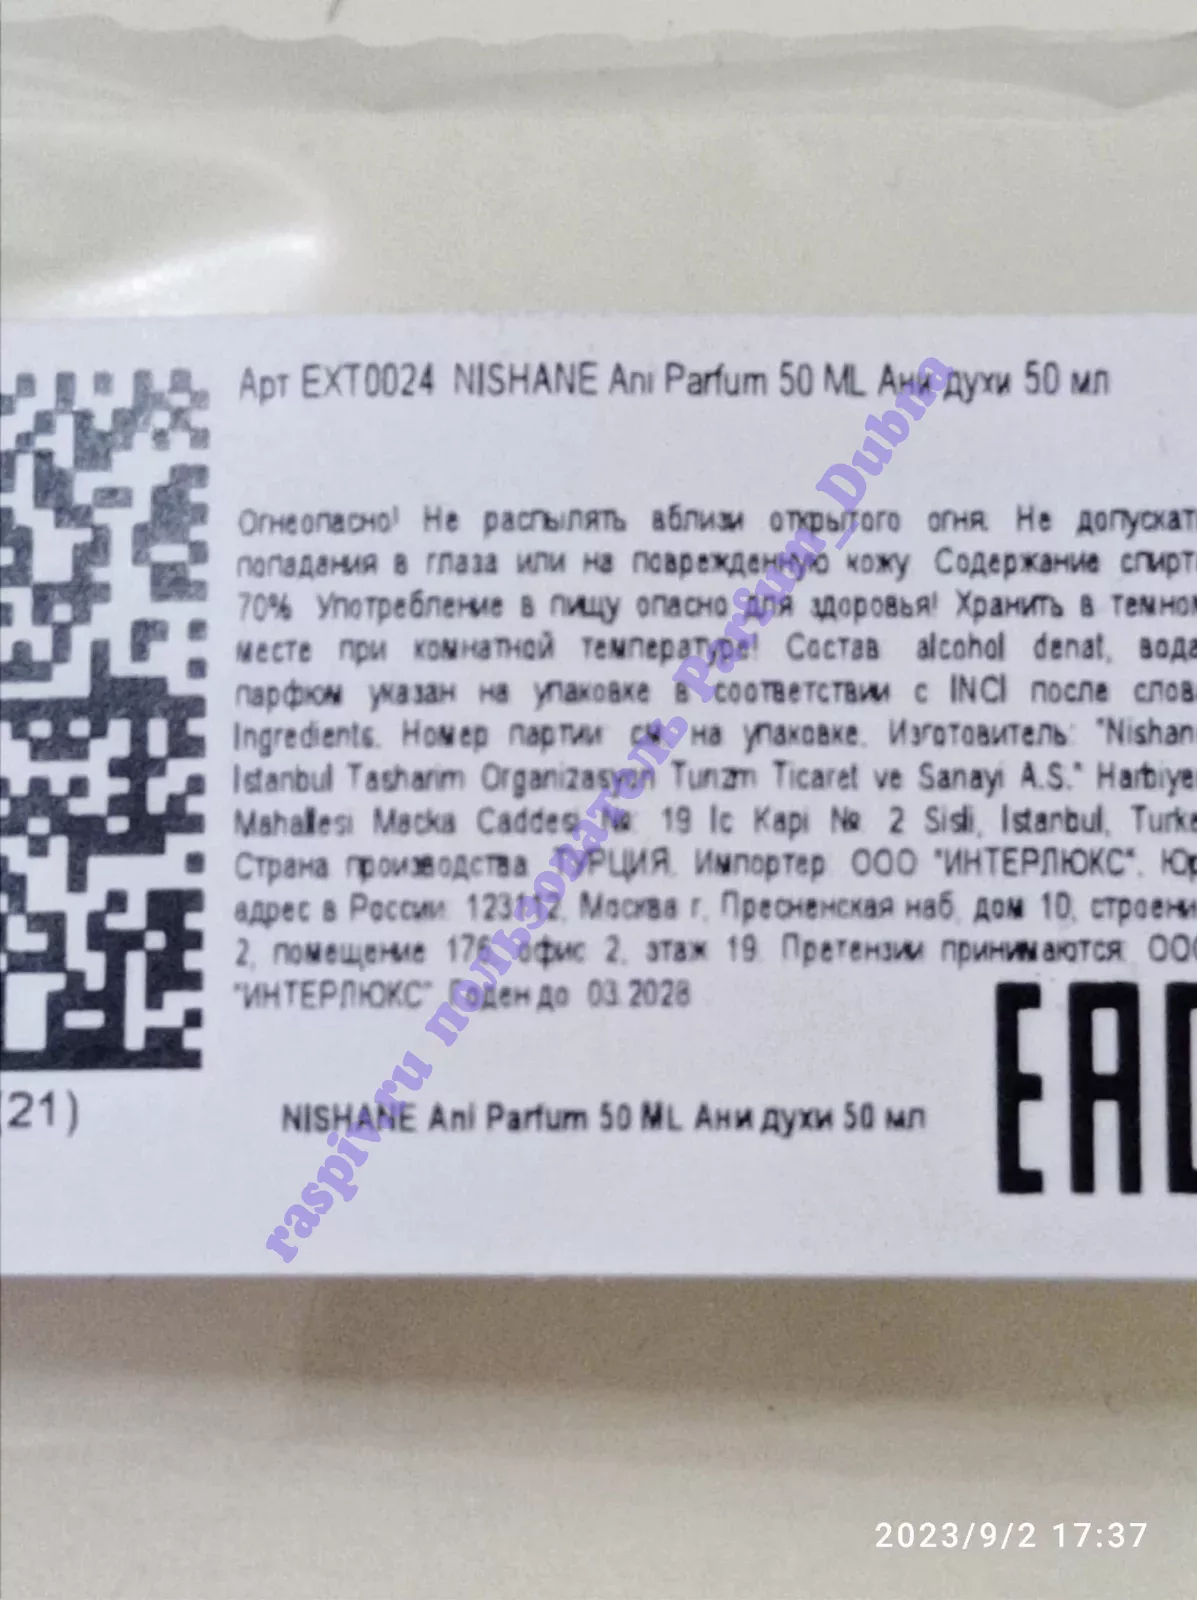 Арт EXT0024 NISHANE Ani Parfum 50 ML Ани духи 50 мл
Огнеопасно! Не распылять вблизи открытого огня. Не допускат
попадания в глаза или на поврежденную кожу. Содержание спирт
70% Употребление в пищу опасно для здоровья! Хранить в темном
месте при комнатной температуре! Состав alcohol denat, вода
парфюм указан на упаковке в соответствии с INCI после слов
Ingredients. Номер партии см. на упаковке. Изготовитель: "Nishan
Istanbul Tasharim Organizasyon Turizm Ticaret ve Sanayi A.S." Harbiye
Mahallesi Macka Caddesi № 19 Ic Kapi № 2 Sisli, Istanbul, Turke
Страна производства ТУРЦИЯ. Импортер ООО "ИНТЕРЛЮКС". Юр
адрес в России: Москва г, Пресненская наб, дом 10, строени
2, помещение офис 2, этаж 19. Претензии принимаются ООО
"ИНТЕРЛЮКС" Годен до 03.2028
(21)
NISHANE Ani Parfum 50 ML Ани духи 50 мл
EAC
raspiv.ru пользователь Parfum_Dubna
2023/9/2 17:37